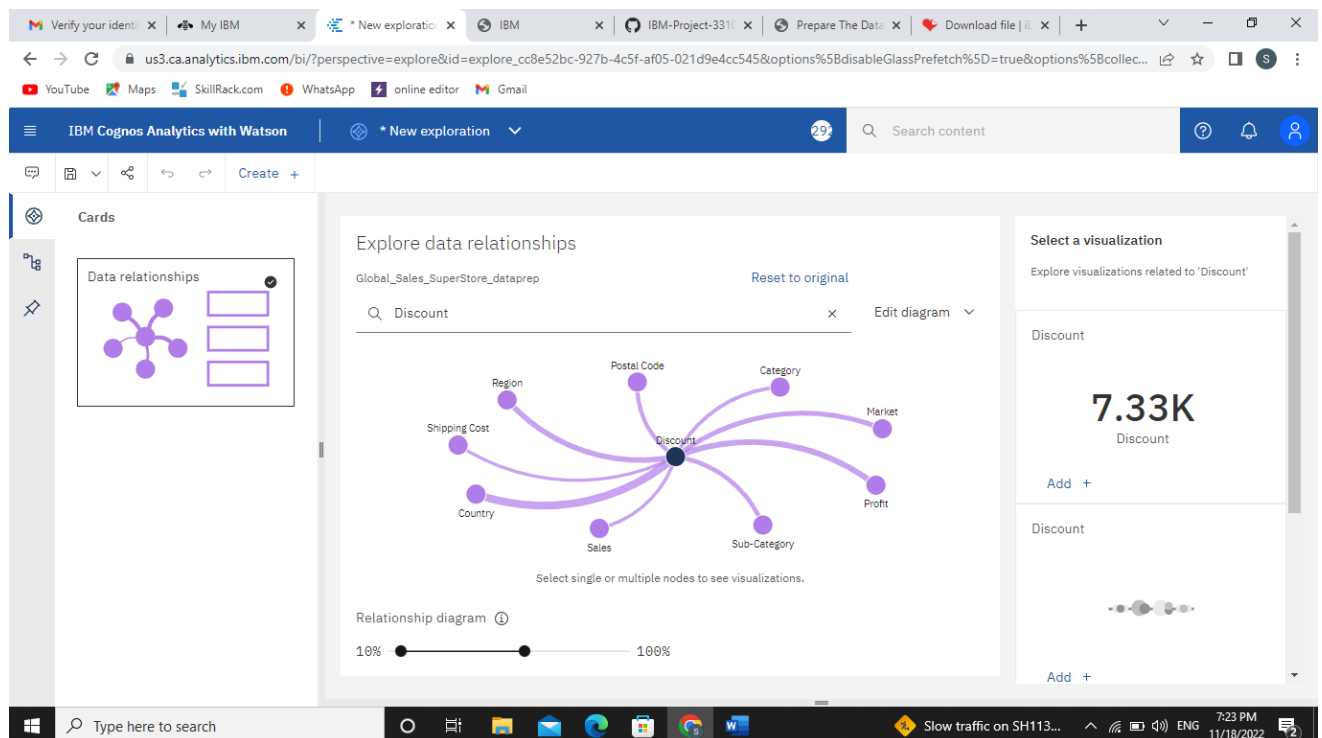 Verify your identi
My IBM
* New exploration
IBM
IBM-Project-3310
Prepare The Data
Download file | iL
us3.ca.analytics.ibm.com/bi/?perspective=explore&id=explore_cc8e52bc-927b-4c5f-af05-021d9e4cc545&options%5BdisableGlassPrefetch%5D=true&options%5Bcollec...
S
YouTube
Maps
SkillRack.com
WhatsApp
online editor
Gmail
IBM Cognos Analytics with Watson
* New exploration
292
Search content
Create +
Cards
Data relationships
Explore data relationships
Global_Sales_SuperStore_dataprep
Reset to original
Discount
Edit diagram
Postal Code
Category
Region
Market
Shipping Cost
Discount
Country
Profit
Sales
Sub-Category
Select single or multiple nodes to see visualizations.
Relationship diagram
10%
100%
Select a visualization
Explore visualizations related to 'Discount'
Discount
7.33K
Discount
Add +
Discount
Add +
Type here to search
Slow traffic on SH113...
ENG
7:23 PM
11/18/2022
2